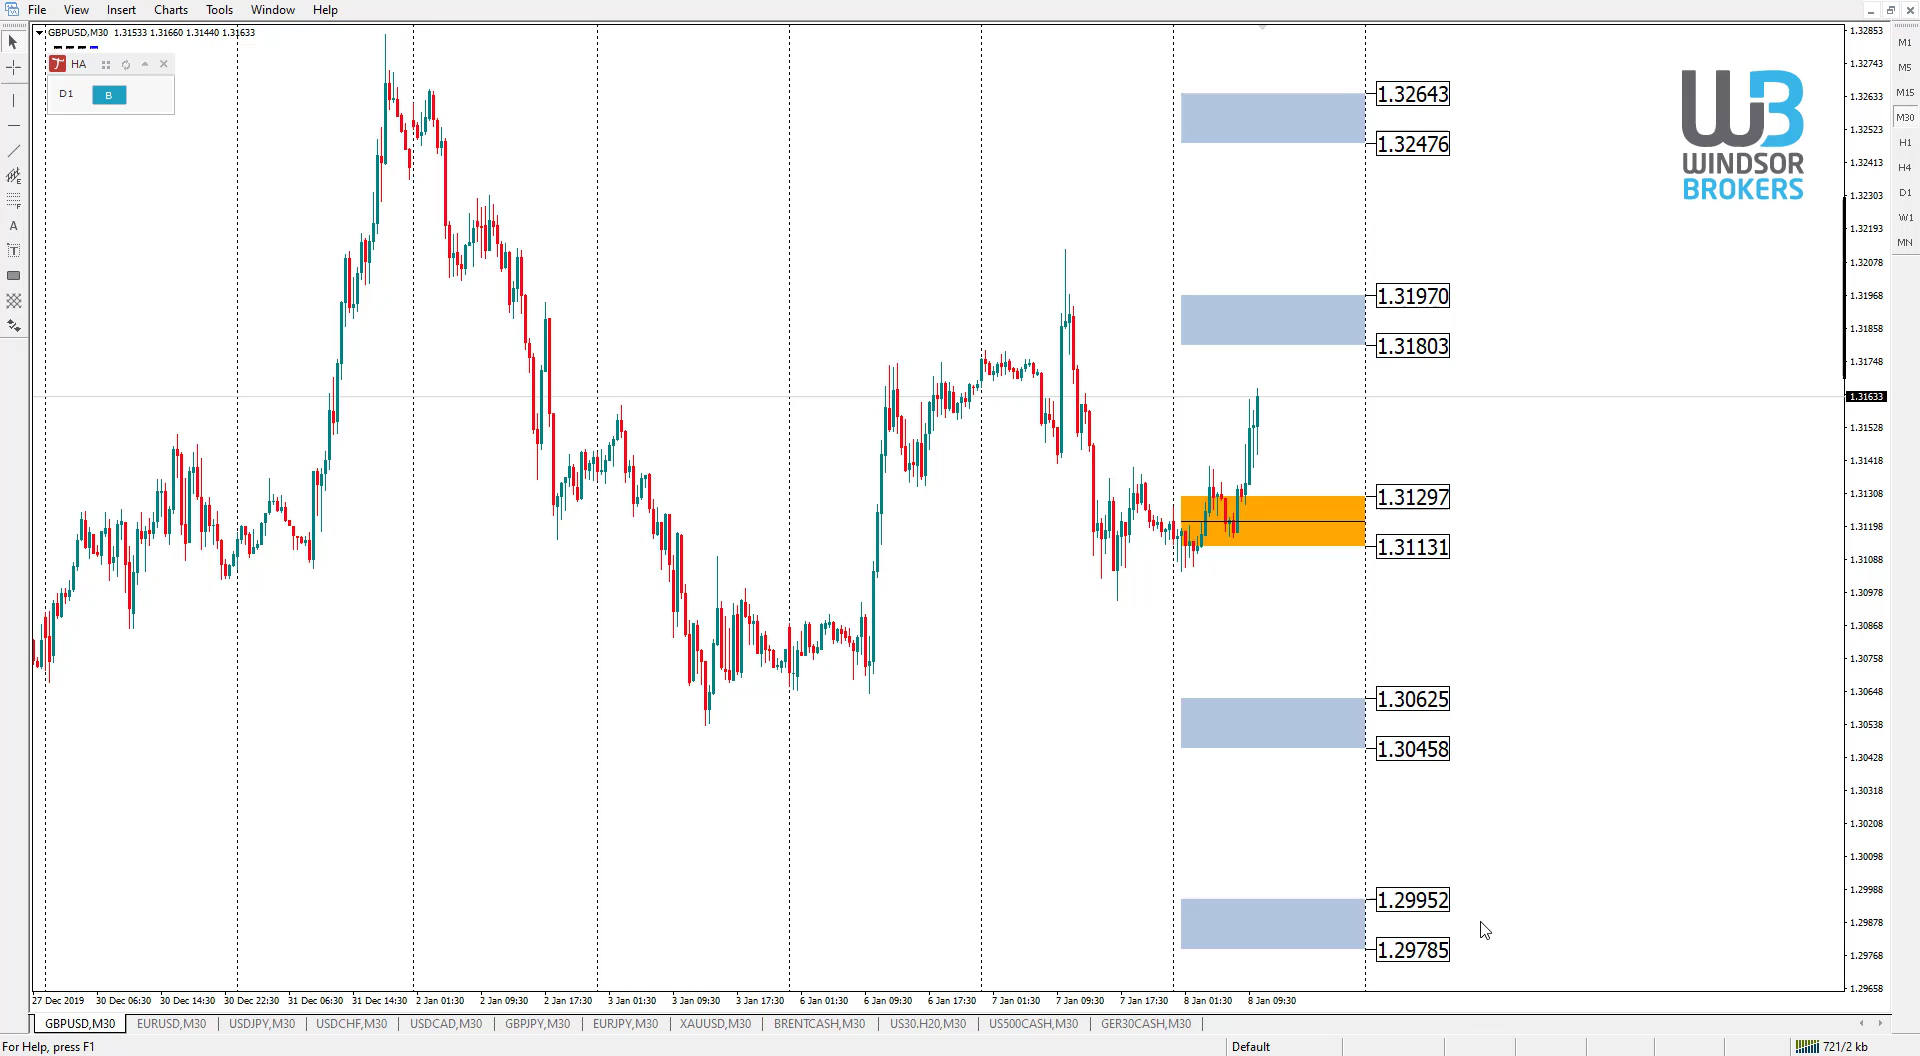 File View Insert Charts Tools Window Help
GBPUSD,M30 1.31533 1.31660 1.31440 1.31633
HA
D1 B
W3
WINDSOR
BROKERS
1.32643
1.32476
1.31970
1.31803
1.31297
1.31131
1.30625
1.30458
1.29952
1.29785
1.32853
1.32743
1.32633
1.32523
1.32413
1.32303
1.32193
1.32078
1.31968
1.31858
1.31748
1.31633
1.31528
1.31418
1.31308
1.31198
1.31088
1.30978
1.30868
1.30758
1.30648
1.30538
1.30428
1.30318
1.30208
1.30098
1.29988
1.29878
1.29768
1.29658
M1
M5
M15
M30
H1
H4
D1
W1
MN
27 Dec 2019 30 Dec 06:30 30 Dec 14:30 30 Dec 22:30 31 Dec 06:30 31 Dec 14:30 2 Jan 01:30 2 Jan 09:30 2 Jan 17:30 3 Jan 01:30 3 Jan 09:30 3 Jan 17:30 6 Jan 01:30 6 Jan 09:30 6 Jan 17:30 7 Jan 01:30 7 Jan 09:30 7 Jan 17:30 8 Jan 01:30 8 Jan 09:30
GBPUSD,M30 EURUSD,M30 USDJPY,M30 USDCHF,M30 USDCAD,M30 GBPJPY,M30 EURJPY,M30 XAUUSD,M30 BRENTCASH,M30 US30.H20,M30 US500CASH,M30 GER30CASH,M30
For Help, press F1 Default 721/2 kb